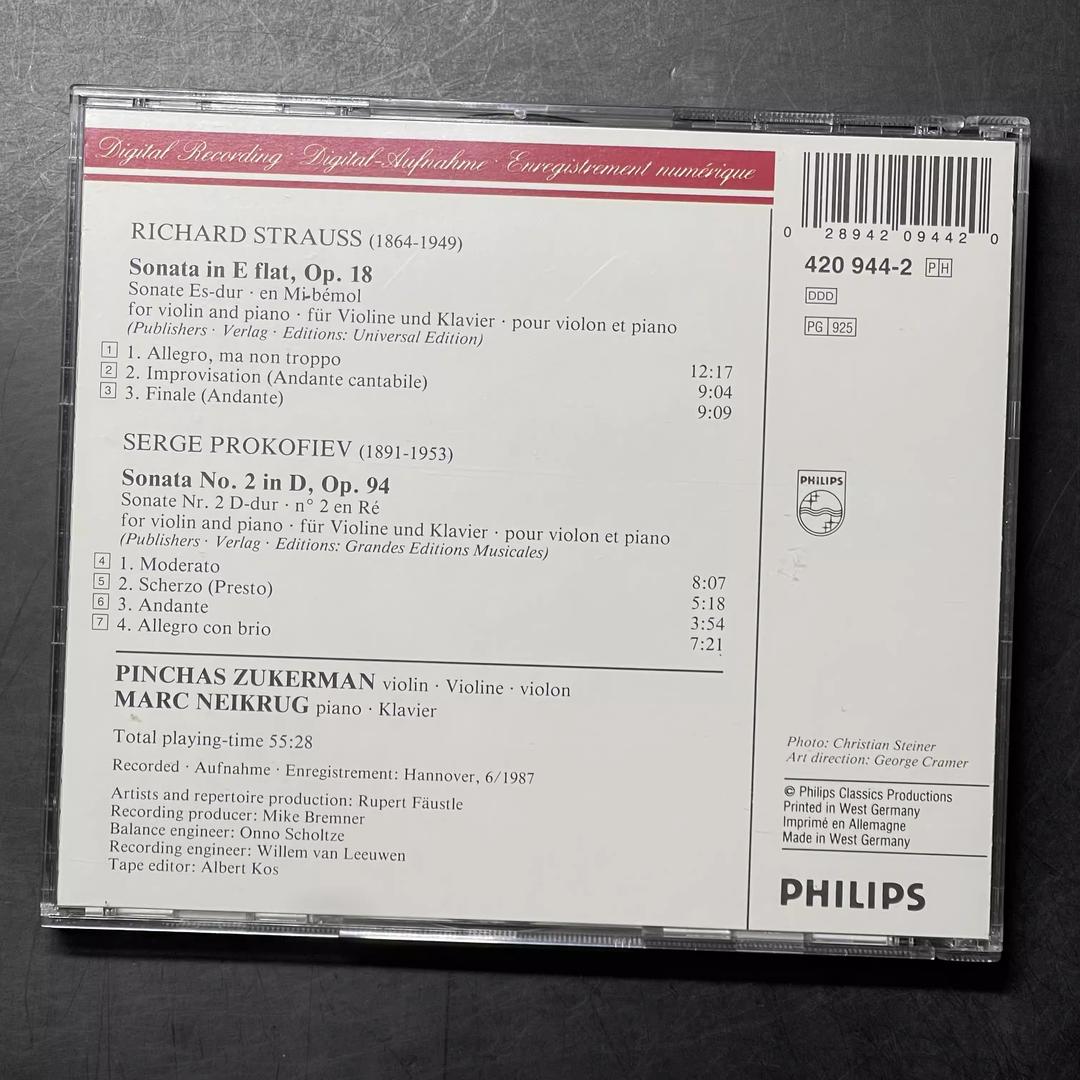 Digital Recording · Digital-Aufnahme · Enregistrement numérique
RICHARD STRAUSS (1864-1949)
Sonata in E flat, Op. 18
Sonate Es-dur · en Mi-bémol
for violin and piano · für Violine und Klavier · pour violon et piano
(Publishers · Verlag · Editions: Universal Edition)
1 1. Allegro, ma non troppo 12:17
2 2. Improvisation (Andante cantabile) 9:04
3 3. Finale (Andante) 9:09
SERGE PROKOFIEV (1891-1953)
Sonata No. 2 in D, Op. 94
Sonate Nr. 2 D-dur · n° 2 en Ré
for violin and piano · für Violine und Klavier · pour violon et piano
(Publishers · Verlag · Editions: Grandes Editions Musicales)
4 1. Moderato 8:07
5 2. Scherzo (Presto) 5:18
6 3. Andante 3:54
7 4. Allegro con brio 7:21
PINCHAS ZUKERMAN violin · Violine · violon
MARC NEIKRUG piano · Klavier
Total playing-time 55:28
Recorded · Aufnahme · Enregistrement: Hannover, 6/1987
Artists and repertoire production: Rupert Fäustle
Recording producer: Mike Bremner
Balance engineer: Onno Scholtze
Recording engineer: Willem van Leeuwen
Tape editor: Albert Kos
0 28942 09442 0
420 944-2 PH
DDD
PG 925
PHILIPS
Photo: Christian Steiner
Art direction: George Cramer
© Philips Classics Productions
Printed in West Germany
Imprimé en Allemagne
Made in West Germany
PHILIPS